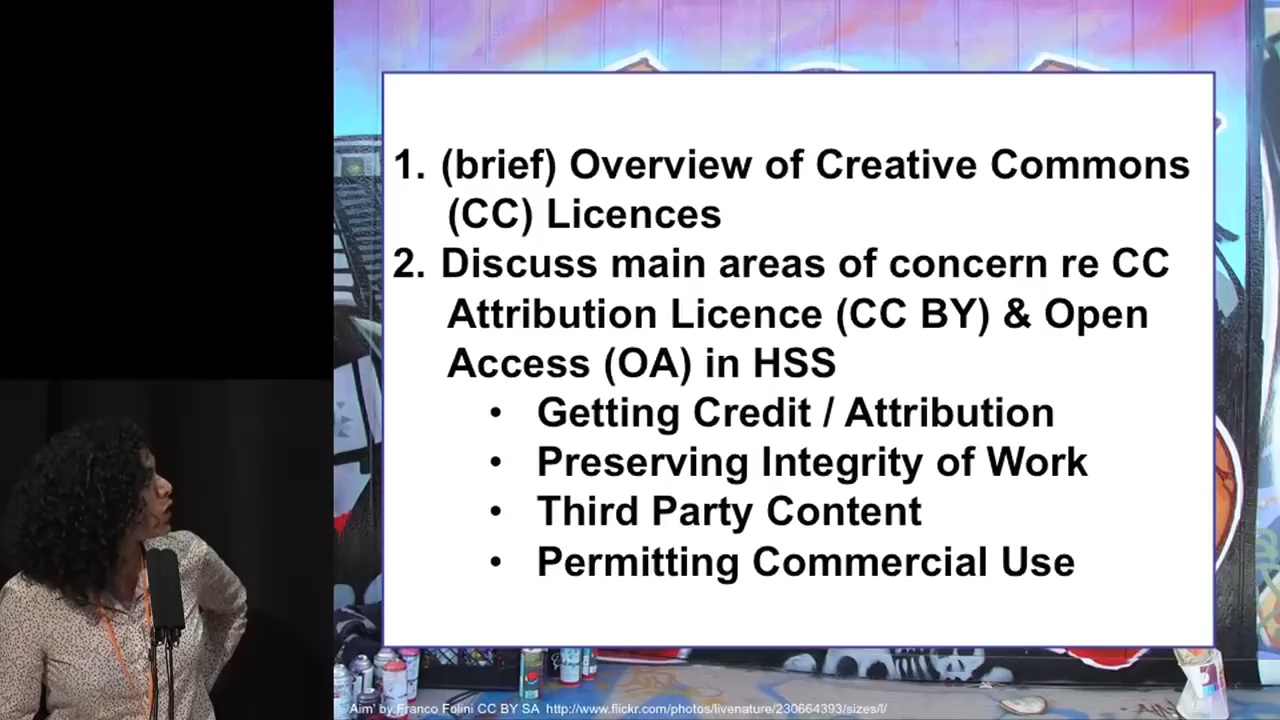 1. (brief) Overview of Creative Commons
(CC) Licences
2. Discuss main areas of concern re CC
Attribution Licence (CC BY) & Open
Access (OA) in HSS
• Getting Credit / Attribution
• Preserving Integrity of Work
• Third Party Content
• Permitting Commercial Use
'Aim' by Franco Folini CC BY SA http://www.flickr.com/photos/livenature/230664393/sizes/l/